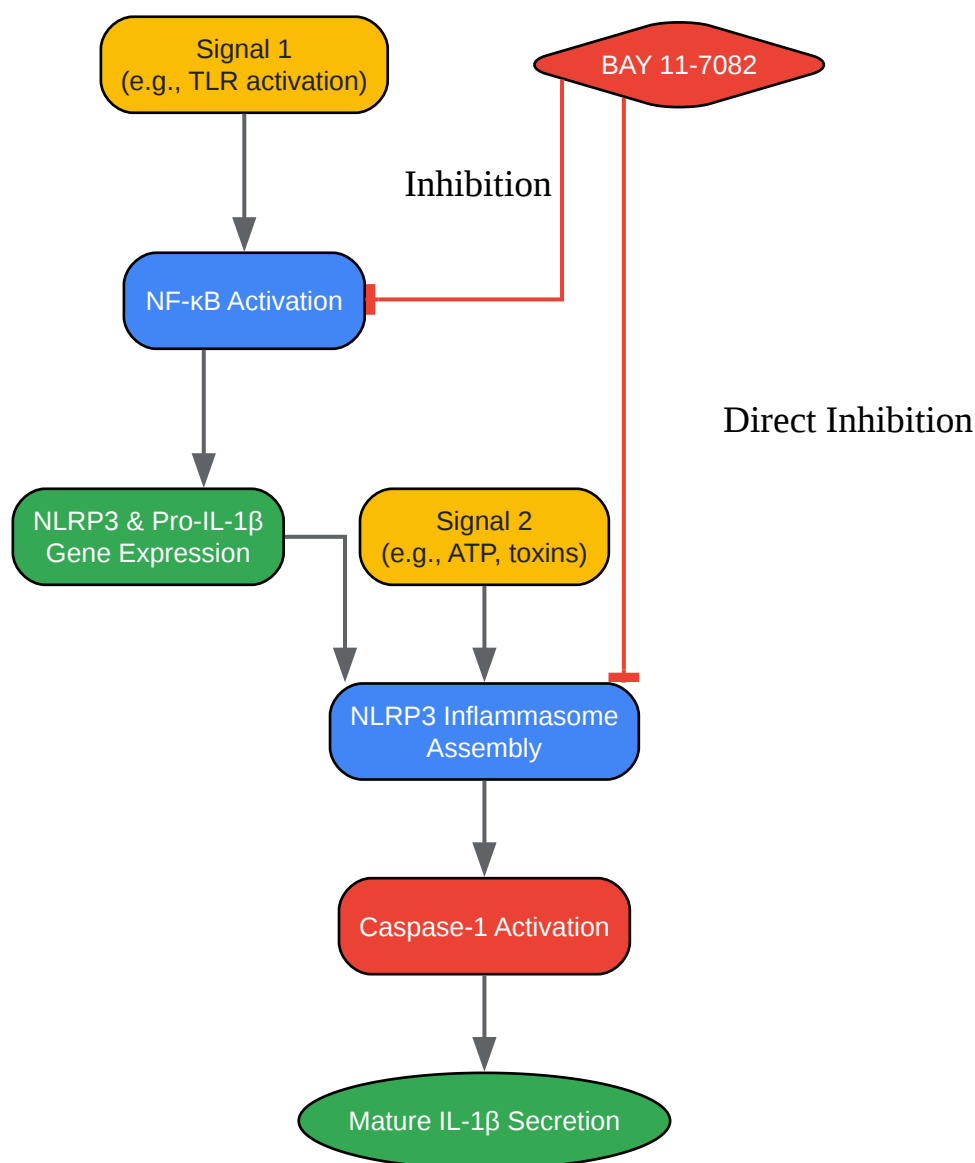 Signal 1
(e.g., TLR activation)
BAY 11-7082
Inhibition
NF-κB Activation
Direct Inhibition
NLRP3 & Pro-IL-1β
Gene Expression
Signal 2
(e.g., ATP, toxins)
NLRP3 Inflammasome
Assembly
Caspase-1 Activation
Mature IL-1β Secretion